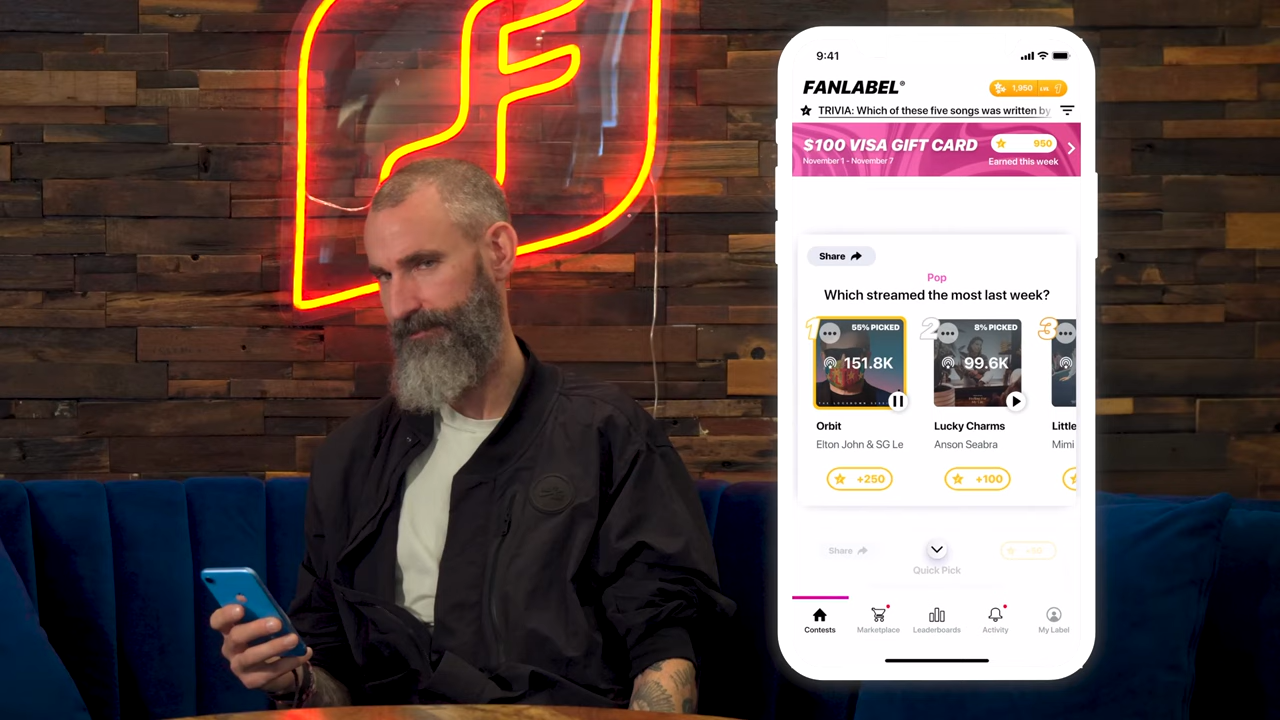 9:41
FANLABEL®
1,950
LVL
TRIVIA: Which of these five songs was written by
$100 VISA GIFT CARD
950
November 1 - November 7
Earned this week
Share
Pop
Which streamed the most last week?
1
55% PICKED
2
8% PICKED
3
151.8K
99.6K
Orbit
Lucky Charms
Little
Elton John & SG Le
Anson Seabra
Mimi
+250
+100
Share
+50
Quick Pick
Contests
Marketplace
Leaderboards
Activity
My Label